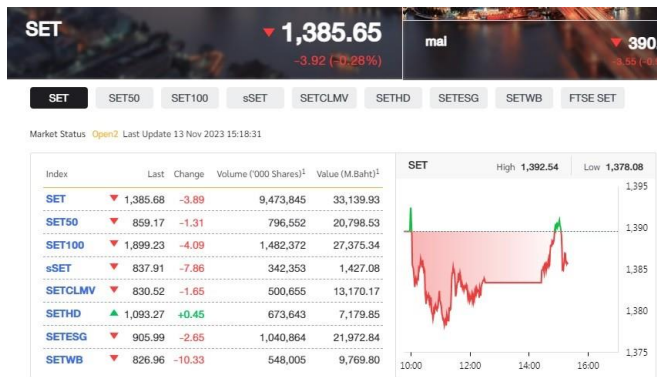 SET
▼ 1,385.65
-3.92 (-0.28%)
mai
▼ 390.
SET SET50 SET100 sSET SETCLMV SETHD SETESG SETWB FTSE SET
Market Status Open2 Last Update 13 Nov 2023 15:18:31
Index Last Change Volume ('000 Shares)¹ Value (M.Baht)¹
SET ▼ 1,385.68 -3.89 9,473,845 33,139.93
SET50 ▼ 859.17 -1.31 796,552 20,798.53
SET100 ▼ 1,899.23 -4.09 1,482,372 27,375.34
sSET ▼ 837.91 -7.86 342,353 1,427.08
SETCLMV ▼ 830.52 -1.65 500,655 13,170.17
SETHD ▲ 1,093.27 +0.45 673,643 7,179.85
SETESG ▼ 905.99 -2.65 1,040,864 21,972.84
SETWB ▼ 826.96 -10.33 548,005 9,769.80
SET High 1,392.54 Low 1,378.08
1,395
1,390
1,385
1,380
1,375
10:00 12:00 14:00 16:00